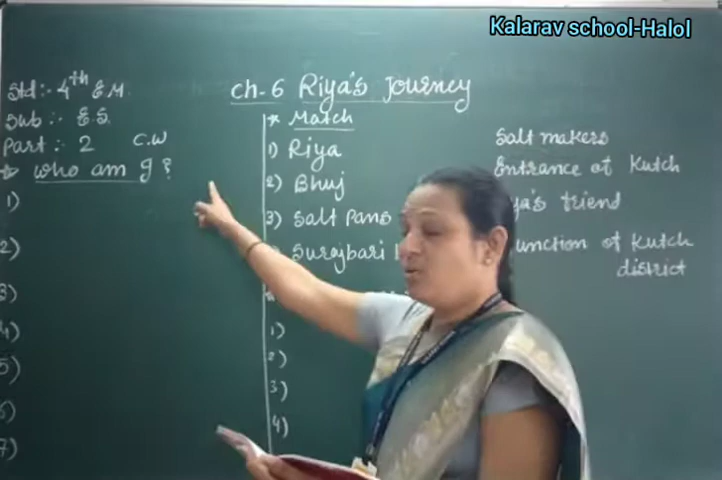 Kalarav school-Halol
Std:- 4th E.M.
Sub:- E.S.
Part:- 2 C.W
Who am I?
1)
2)
3)
4)
5)
6)
7)
Ch-6 Riya's Journey
* Match
1) Riya
2) Bhuj
3) Salt Pans
Surajbari
1)
2)
3)
4)
Salt makers
Entrance of Kutch
friend
of Kutch
district